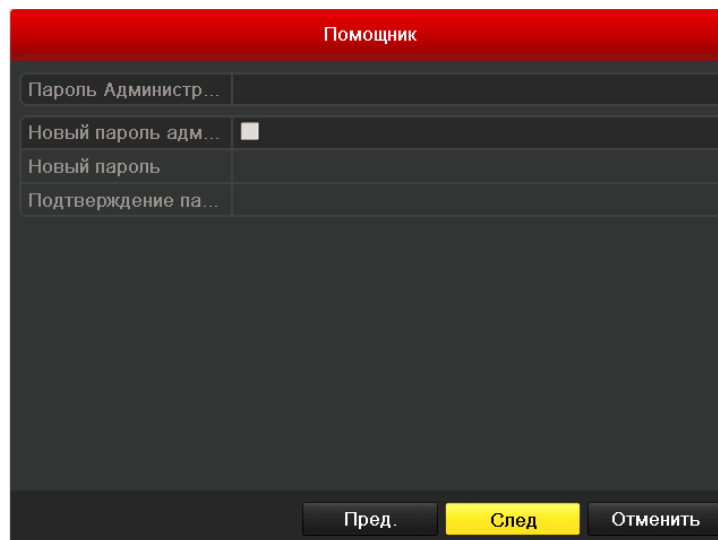 Помощник
Пароль Администр...
Новый пароль адм...
Новый пароль
Подтверждение па...
Пред. След Отменить